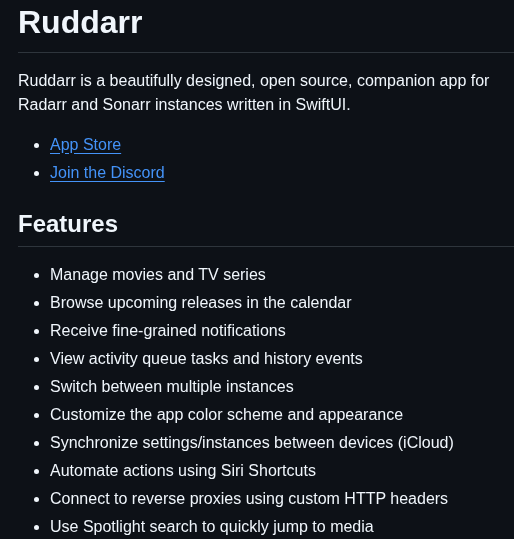 Ruddarr
Ruddarr is a beautifully designed, open source, companion app for
Radarr and Sonarr instances written in SwiftUI.
App Store
Join the Discord
Features
Manage movies and TV series
Browse upcoming releases in the calendar
Receive fine-grained notifications
View activity queue tasks and history events
Switch between multiple instances
Customize the app color scheme and appearance
Synchronize settings/instances between devices (iCloud)
Automate actions using Siri Shortcuts
Connect to reverse proxies using custom HTTP headers
Use Spotlight search to quickly jump to media